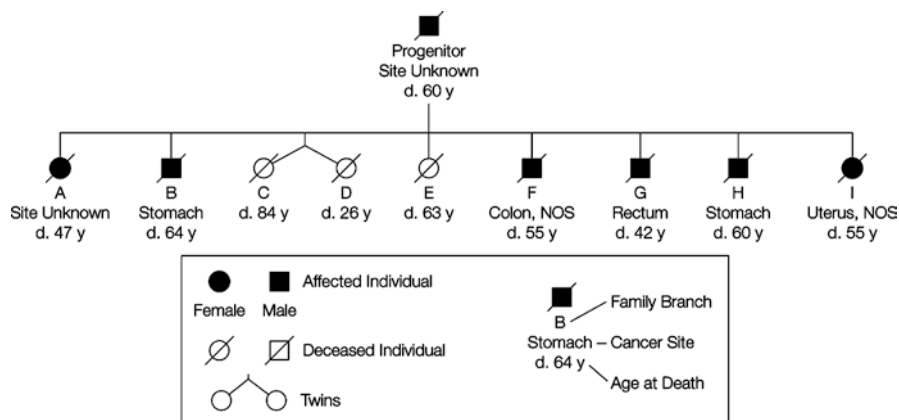 Progenitor
Site Unknown
d. 60 y
A
Site Unknown
d. 47 y
B
Stomach
d. 64 y
C
d. 84 y
D
d. 26 y
E
d. 63 y
F
Colon, NOS
d. 55 y
G
Rectum
d. 42 y
H
Stomach
d. 60 y
I
Uterus, NOS
d. 55 y
Affected Individual
Female
Male
Deceased Individual
Twins
B
Stomach
d. 64 y
Family Branch
Cancer Site
Age at Death